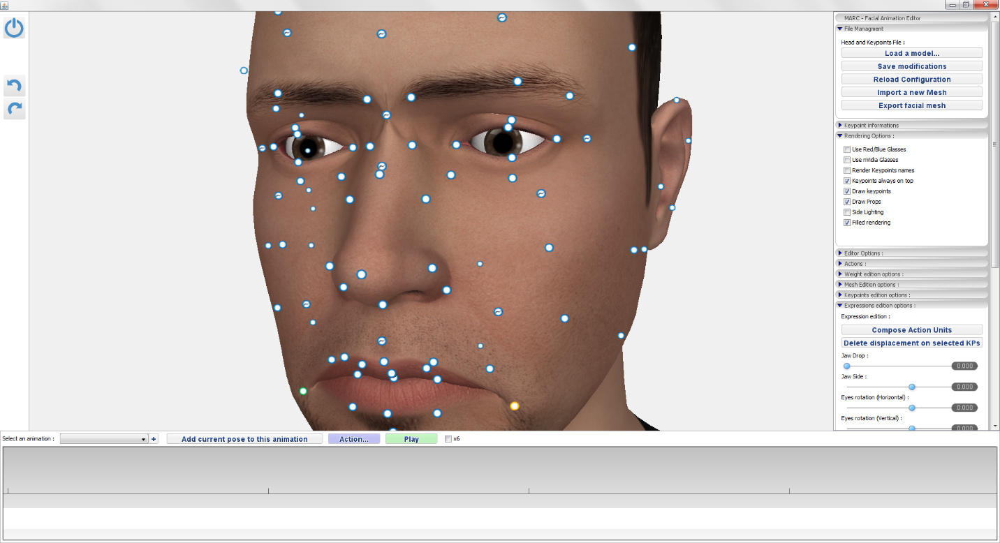 MARC - Facial Animation Editor
File Managment
Head and Keypoints File :
Load a model...
Save modifications
Reload Configuration
Import a new Mesh
Export facial mesh
Keypoint informations
Rendering Options :
Use Red/Blue Glasses
Use nVidia Glasses
Render Keypoints names
Keypoints always on top
Draw keypoints
Draw Props
Side Lighting
Filled rendering
Editor Options :
Actions :
Weight edition options :
Mesh Edition options :
Keypoints edition options :
Expressions edition options :
Expression edition :
Compose Action Units
Delete displacement on selected KPs
Jaw Drop :
0.000
Jaw Side :
0.000
Eyes rotation (Horizontal) :
0.000
Eyes rotation (Vertical) :
0.000
Select an animation : + Add current pose to this animation Action... Play x6